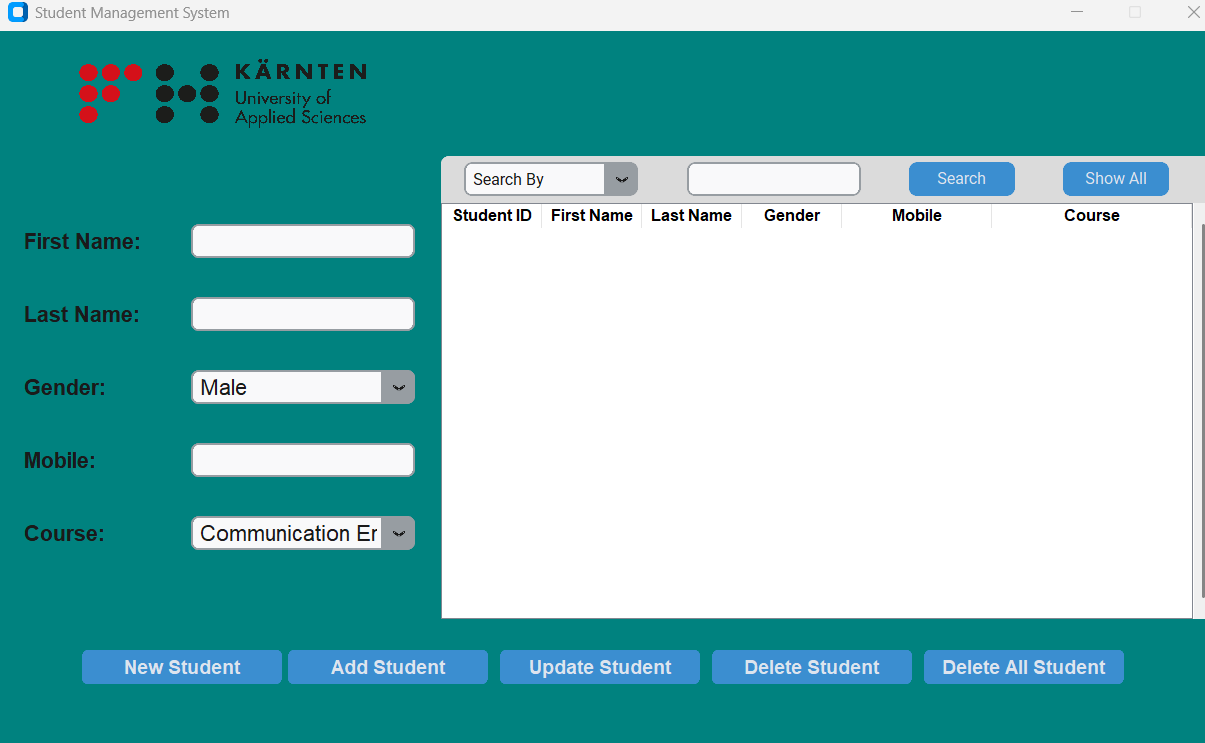 Student Management System
KÄRNTEN
University of
Applied Sciences
Search By
Search
Show All
Student ID First Name Last Name Gender Mobile Course
First Name:
Last Name:
Gender: Male
Mobile:
Course: Communication Er
New Student Add Student Update Student Delete Student Delete All Student